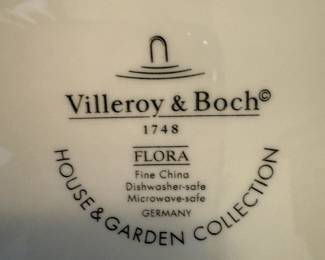 Villeroy & Boch©
1748
FLORA
Fine China
Dishwasher-safe
Microwave-safe
GERMANY
HOUSE & GARDEN COLLECTION